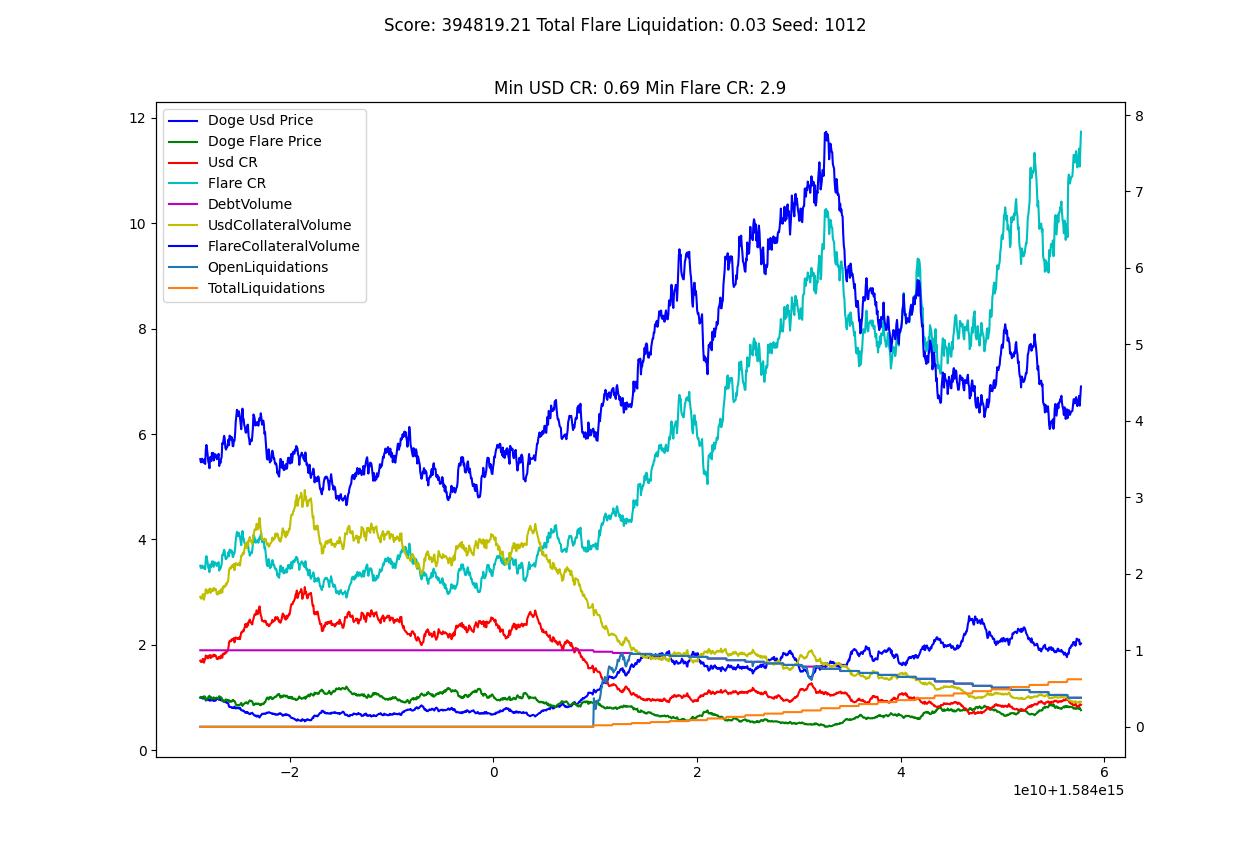 Score: 394819.21 Total Flare Liquidation: 0.03 Seed: 1012
Min USD CR: 0.69 Min Flare CR: 2.9
Doge Usd Price
Doge Flare Price
Usd CR
Flare CR
DebtVolume
UsdCollateralVolume
FlareCollateralVolume
OpenLiquidations
TotalLiquidations
12
10
8
6
4
2
0
8
7
6
5
4
3
2
1
0
−2
0
2
4
6
1e10+1.584e15